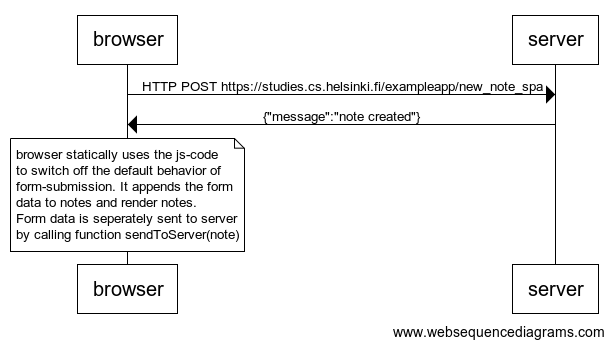 browser
server
HTTP POST https://studies.cs.helsinki.fi/exampleapp/new_note_spa
{"message":"note created"}
browser statically uses the js-code
to switch off the default behavior of
form-submission. It appends the form
data to notes and render notes.
Form data is seperately sent to server
by calling function sendToServer(note)
browser
server
www.websequencediagrams.com